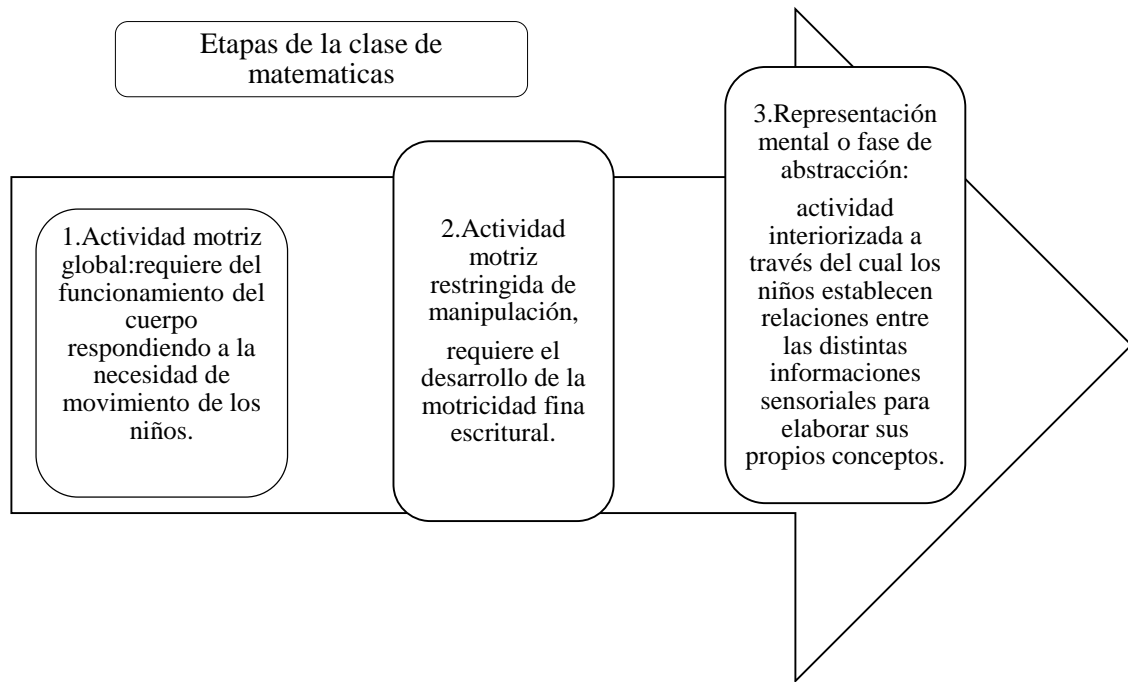 Etapas de la clase de
matematicas
1.Actividad motriz
global:requiere del
funcionamiento del
cuerpo
respondiendo a la
necesidad de
movimiento de los
niños.
2.Actividad
motriz
restringida de
manipulación,
requiere el
desarrollo de la
motricidad fina
escritural.
3.Representación
mental o fase de
abstracción:
actividad
interiorizada a
través del cual los
niños establecen
relaciones entre
las distintas
informaciones
sensoriales para
elaborar sus
propios conceptos.